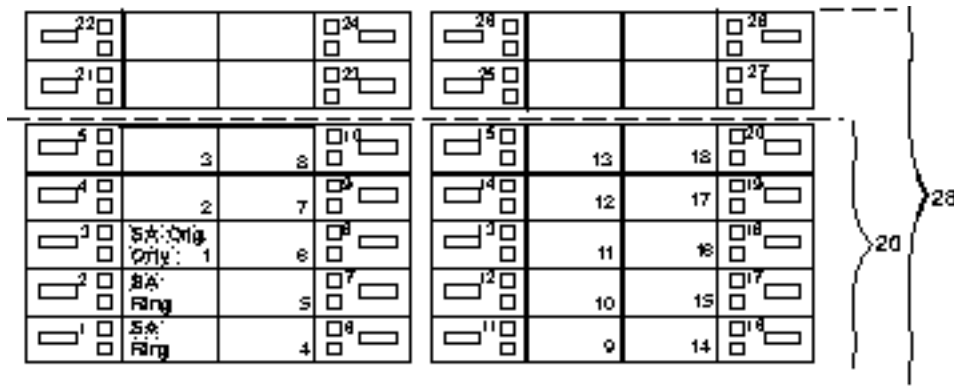 22 24 26 28
21 23 25 27
5 3 8 10 15 13 18 20
4 2 7 9 14 12 17 19
3 SA Orig. 6 8 13 11 16 18
Only : 1
2 SA 5 7 12 10 15 17
Ring
1 SA 4 6 11 9 14 16
Ring
20
28